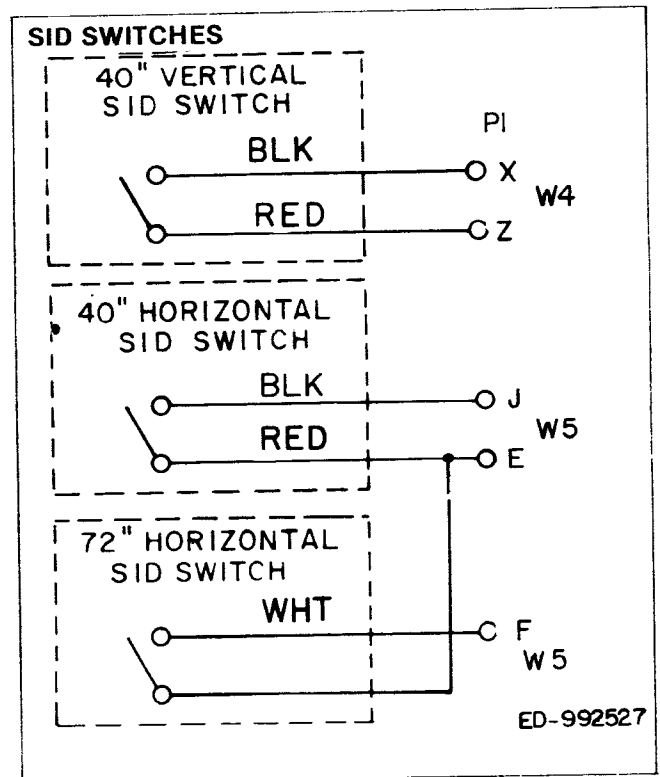 SID SWITCHES
40" VERTICAL
SID SWITCH
P1
BLK
X
W4
RED
Z
40" HORIZONTAL
SID SWITCH
BLK
J
W5
RED
E
72" HORIZONTAL
SID SWITCH
WHT
F
W5
ED-992527